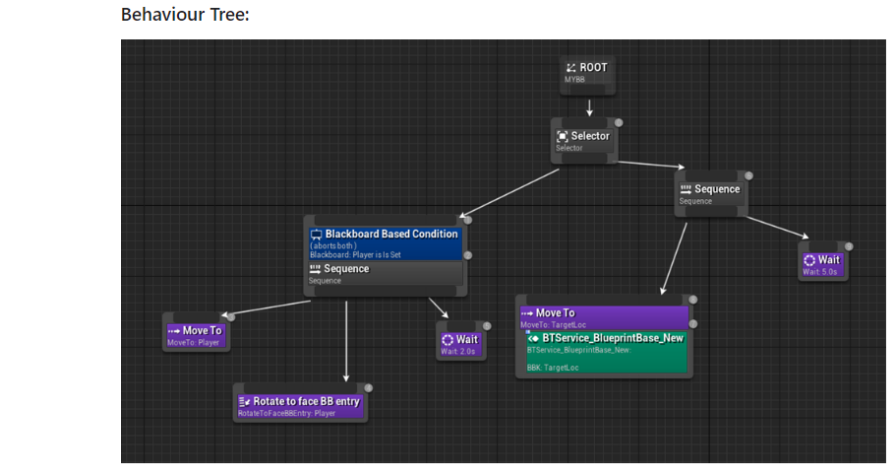 Behaviour Tree:
ROOT
MYBB
Selector
Selector
Sequence
Sequence
Blackboard Based Condition
( aborts both )
Blackboard: Player is Is Set
Sequence
Sequence
Wait
Wait: 5.0s
Move To
MoveTo: Player
Wait
Wait: 2.0s
Move To
MoveTo: TargetLoc
BTService_BlueprintBase_New
BTService_BlueprintBase_New:
BBK: TargetLoc
Rotate to face BB entry
RotateToFaceBBEntry: Player